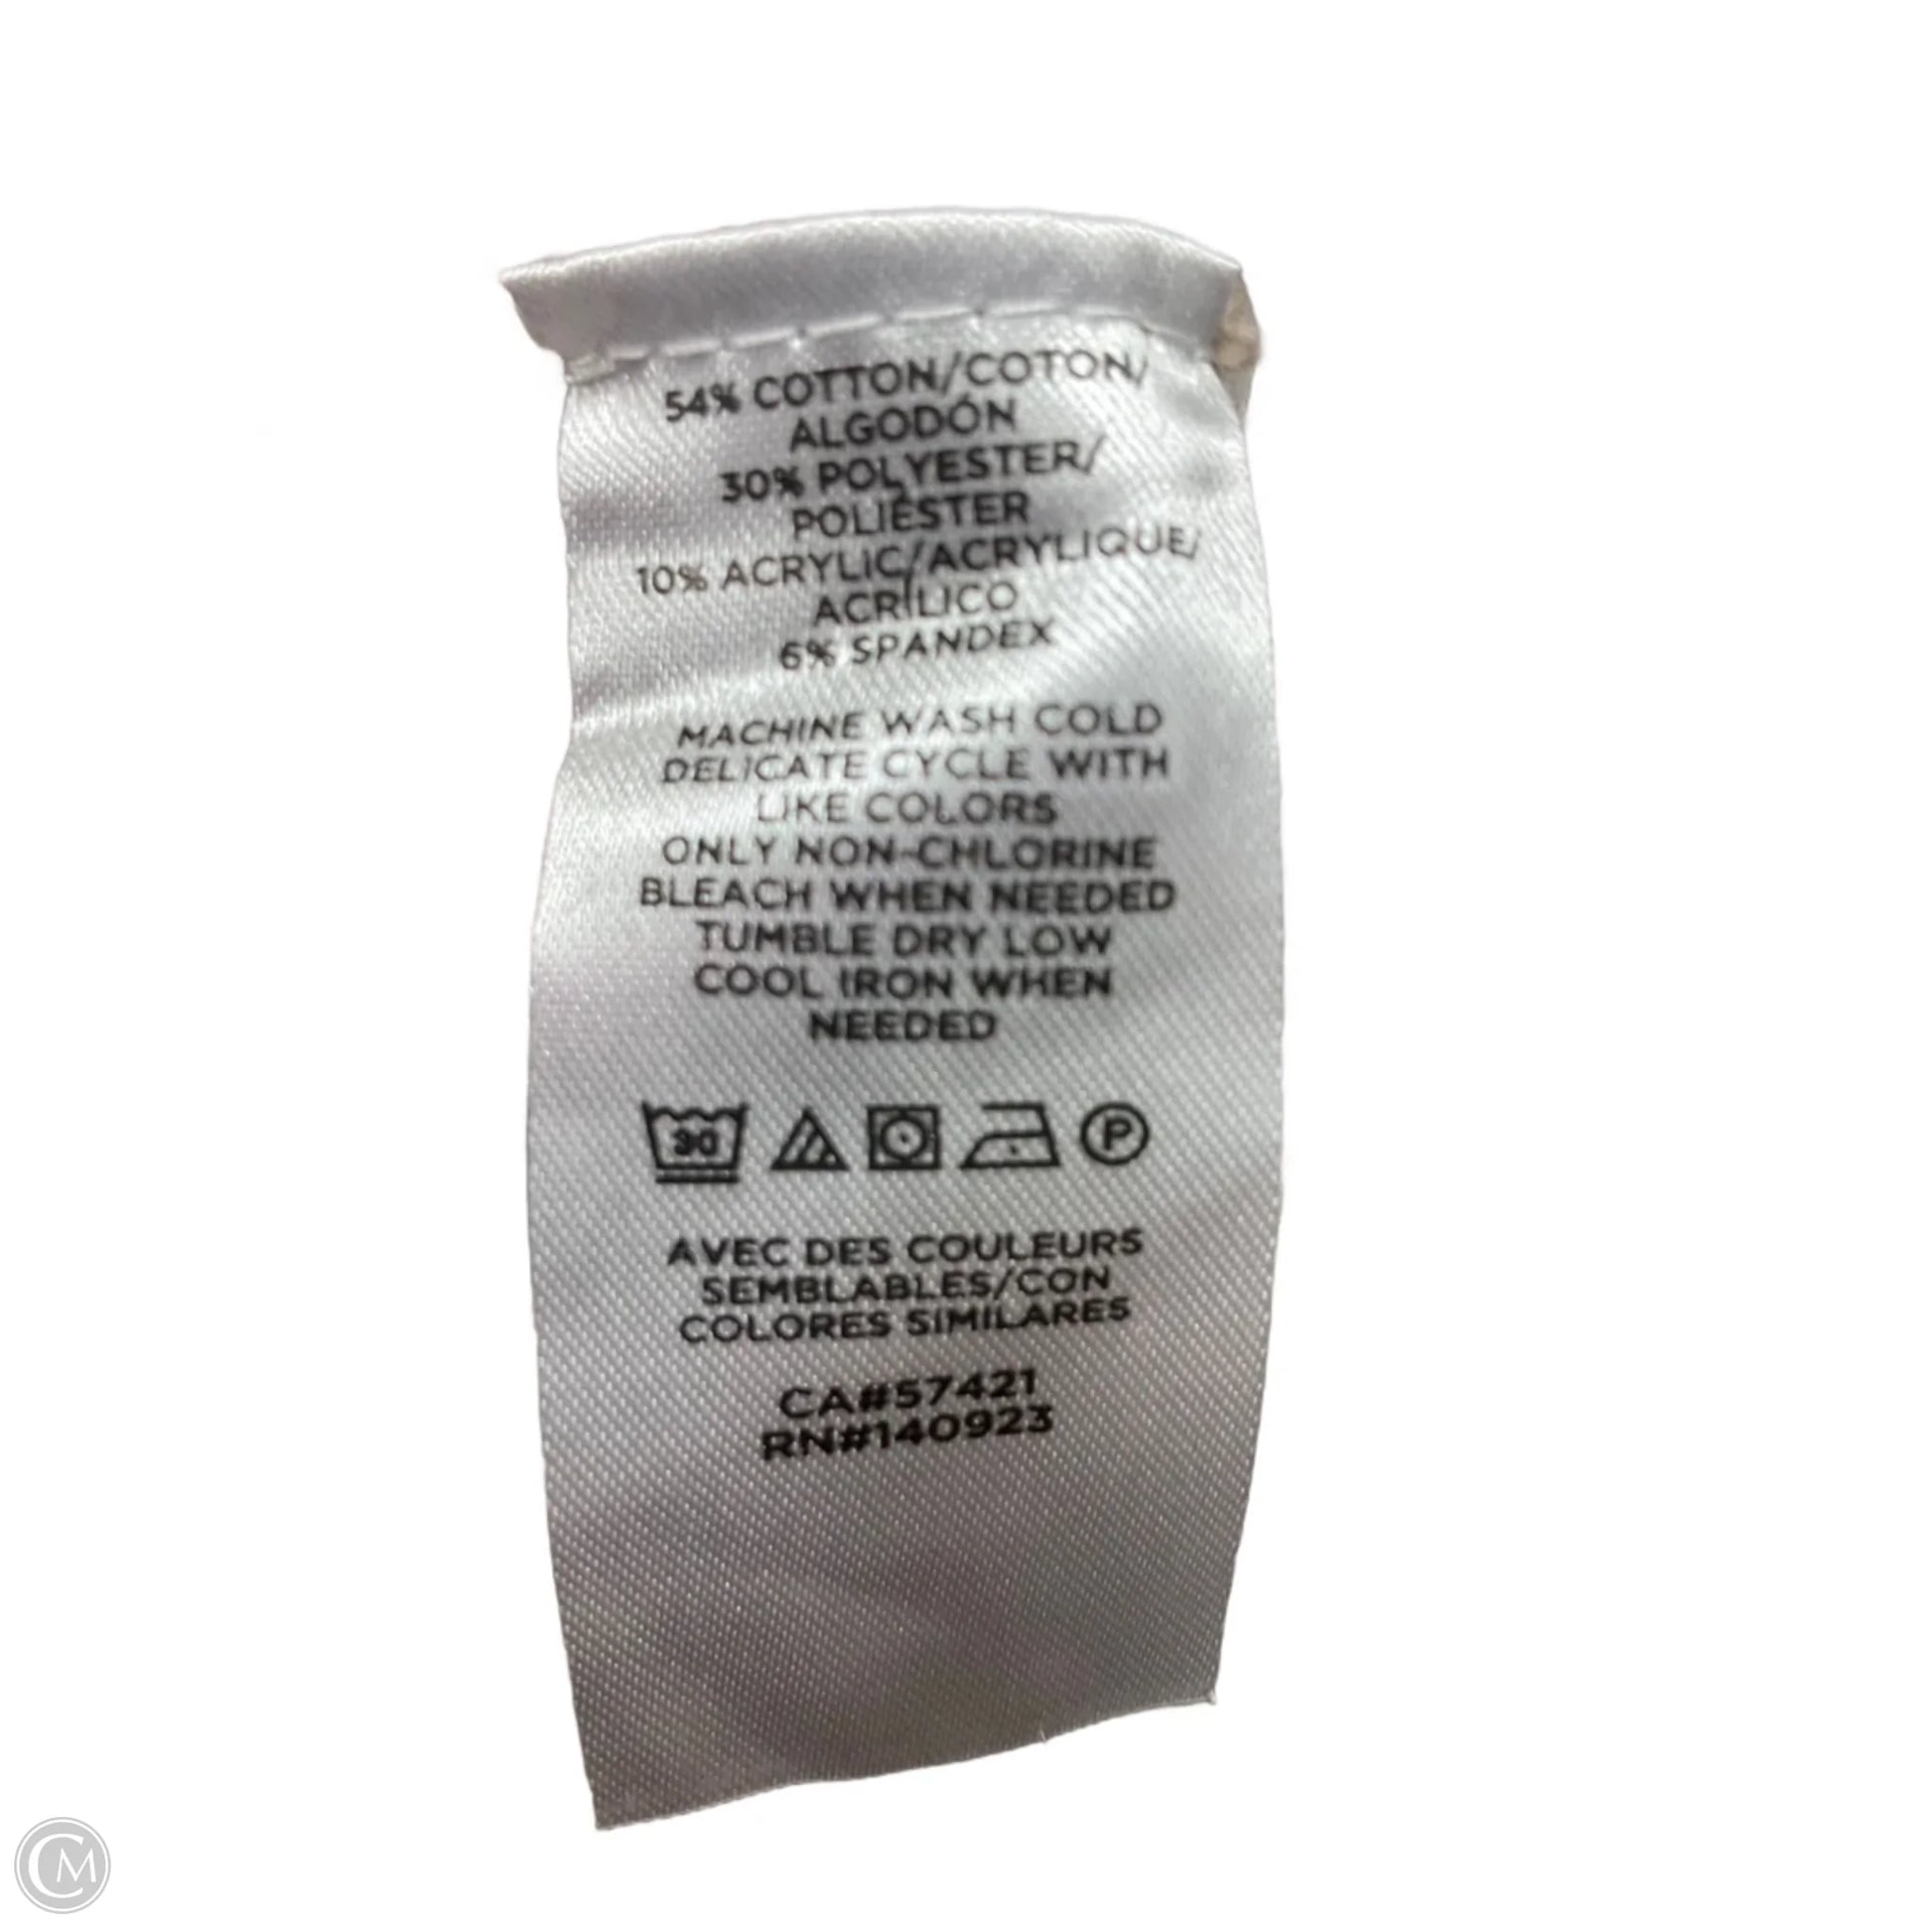 54% COTTON/COTON/
ALGODÓN
30% POLYESTER/
POLIÉSTER
10% ACRYLIC/ACRYLIQUE/
ACRÍLICO
6% SPANDEX
MACHINE WASH COLD
DELICATE CYCLE WITH
LIKE COLORS
ONLY NON-CHLORINE
BLEACH WHEN NEEDED
TUMBLE DRY LOW
COOL IRON WHEN
NEEDED
30 P
AVEC DES COULEURS
SEMBLABLES/CON
COLORES SIMILARES
CA#57421
RN#140923
CM